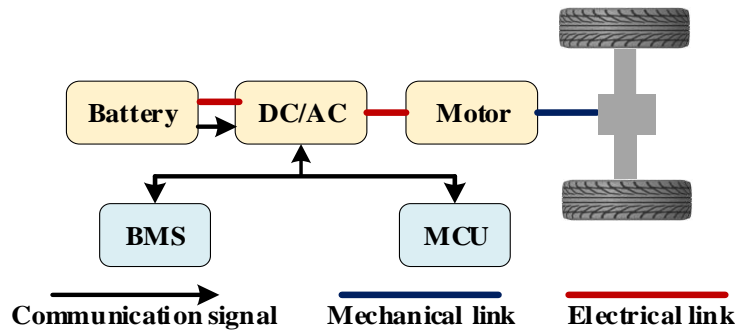 Battery DC/AC Motor
BMS MCU
Communication signal Mechanical link Electrical link